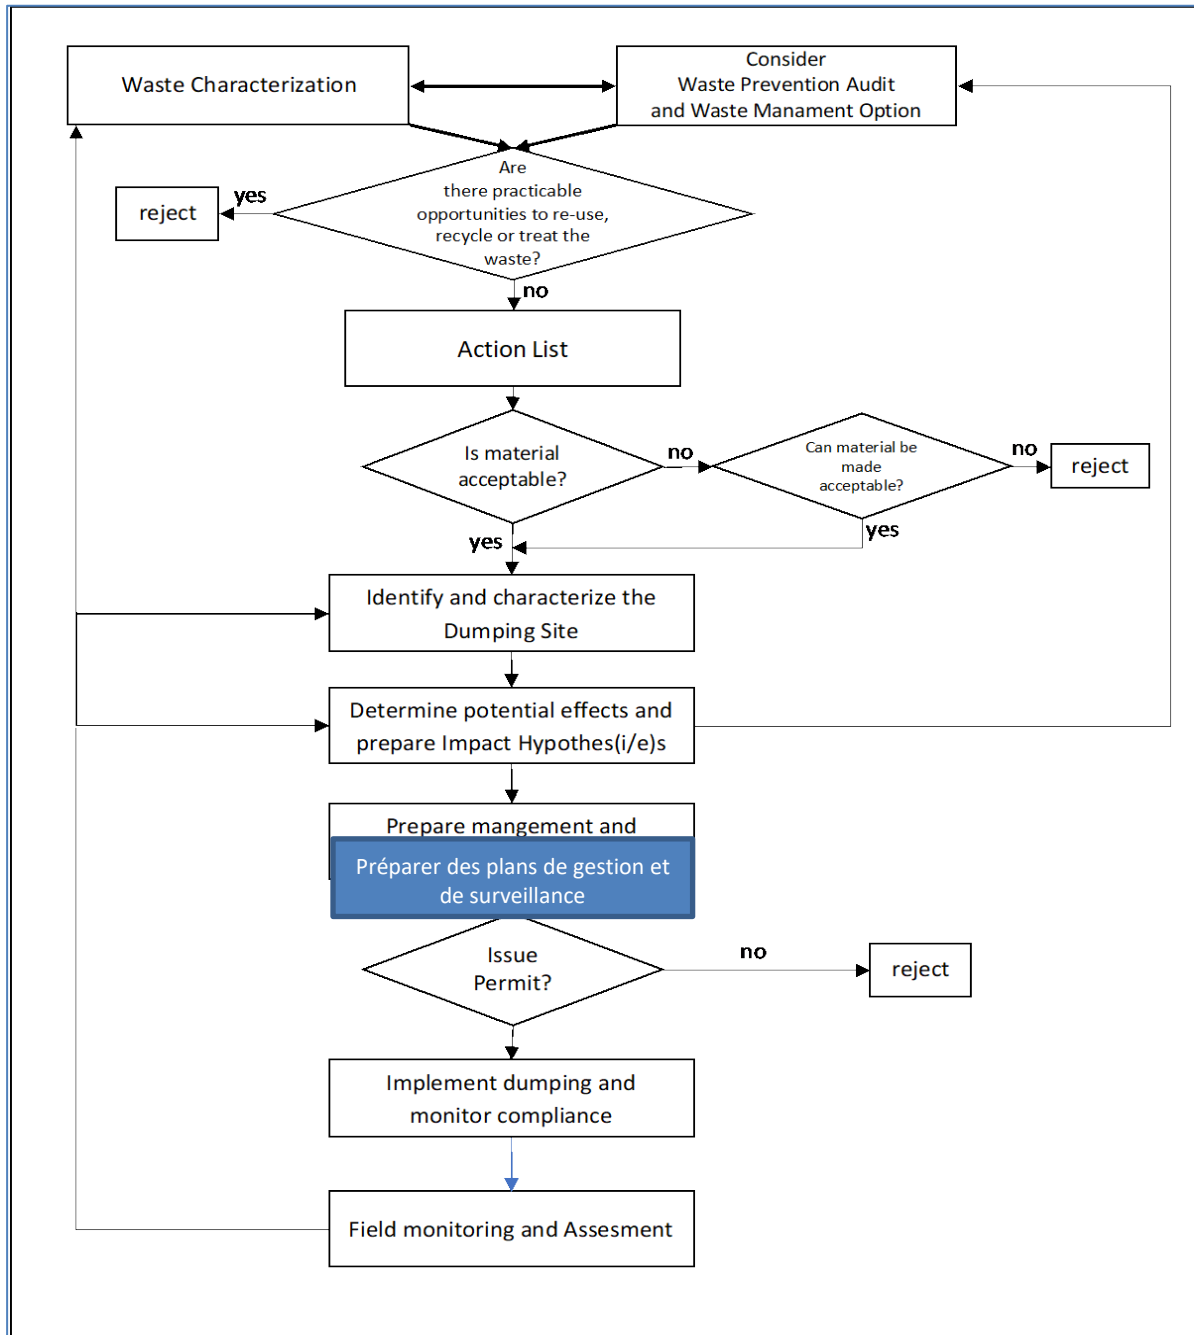 Waste Characterization
Consider
Waste Prevention Audit
and Waste Manament Option
Are
there practicable
opportunities to re-use,
recycle or treat the
waste?
yes
reject
no
Action List
Is material
acceptable?
no
Can material be
made
acceptable?
no
reject
yes
yes
Identify and characterize the
Dumping Site
Determine potential effects and
prepare Impact Hypothes(i/e)s
Prepare mangement and
Préparer des plans de gestion et
de surveillance
Issue
Permit?
no
reject
Implement dumping and
monitor compliance
Field monitoring and Assesment